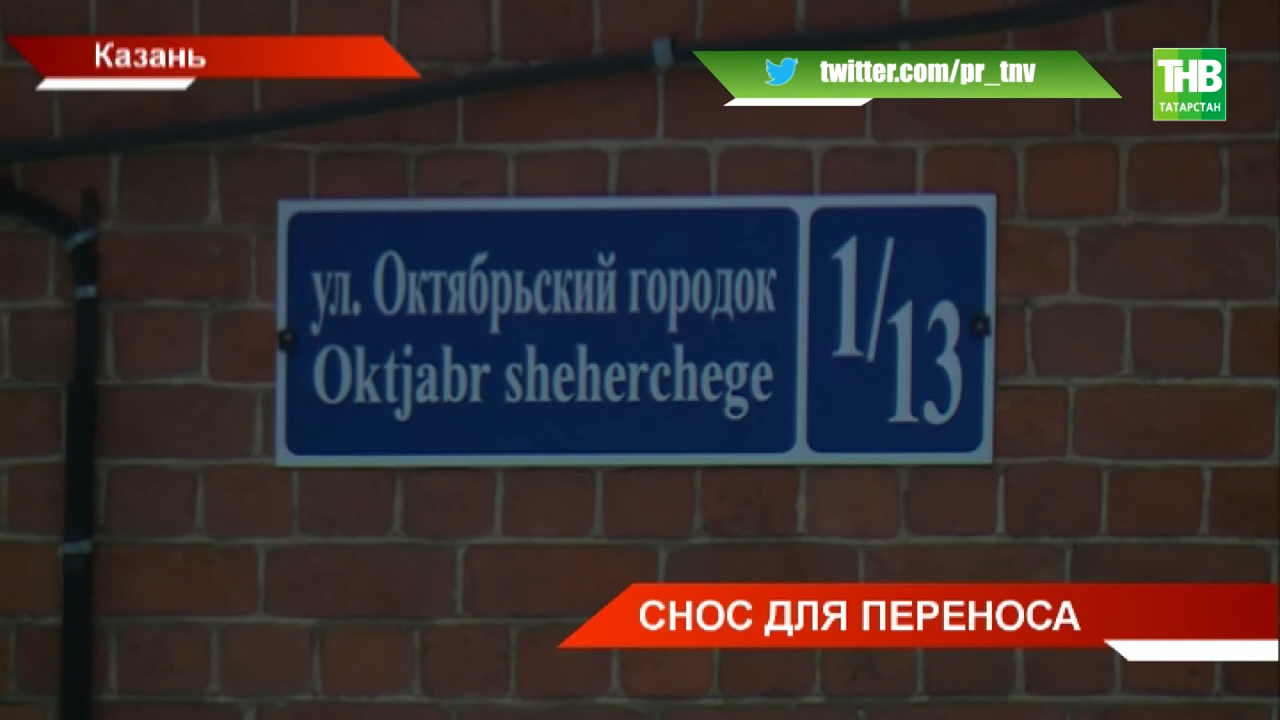 Казань
twitter.com/pr_tnv
ТНВ
ТАТАРСТАН
ул. Октябрьский городок
Oktjabr sheherchege
1/13
СНОС ДЛЯ ПЕРЕНОСА